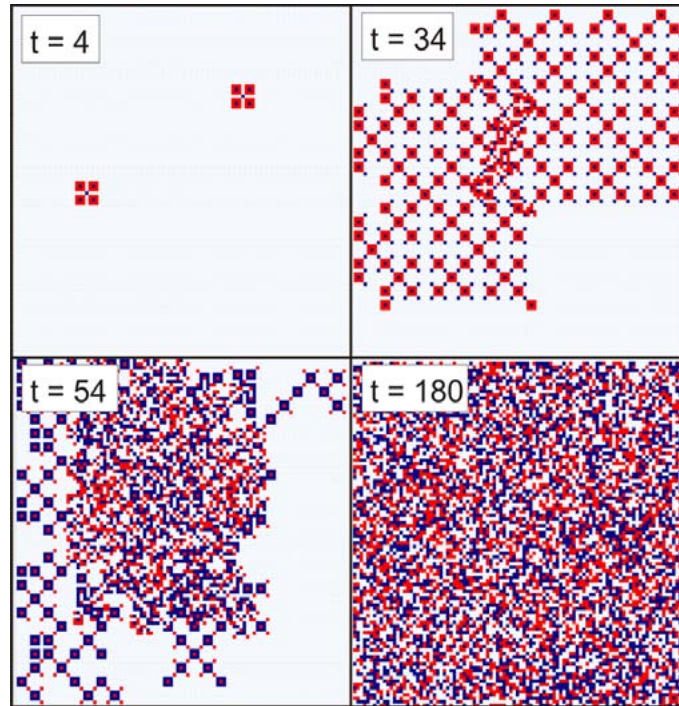 t = 4
t = 34
t = 54
t = 180